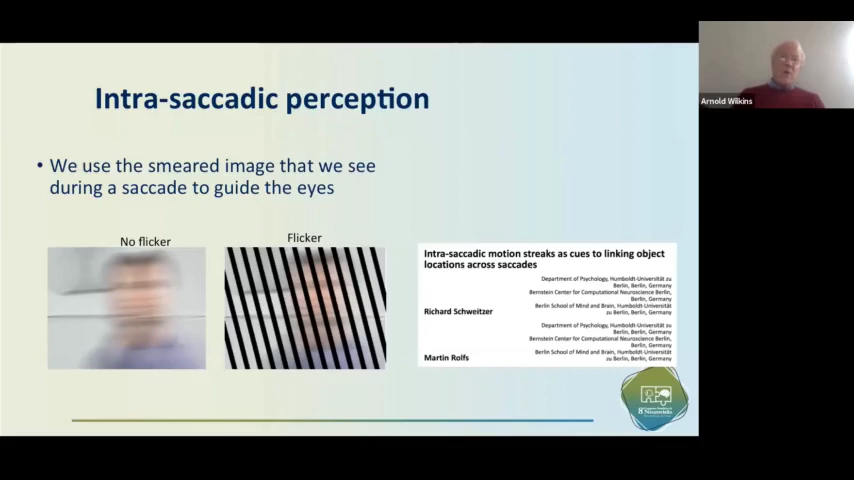 Intra-saccadic perception
Arnold Wilkins
• We use the smeared image that we see
during a saccade to guide the eyes
No flicker
Flicker
Intra-saccadic motion streaks as cues to linking object
locations across saccades
Department of Psychology, Humboldt-Universität zu
Berlin, Berlin, Germany
Bernstein Center for Computational Neuroscience Berlin,
Berlin, Germany
Berlin School of Mind and Brain, Humboldt-Universität
zu Berlin, Berlin, Germany
Richard Schweitzer
Department of Psychology, Humboldt-Universität zu
Berlin, Berlin, Germany
Bernstein Center for Computational Neuroscience Berlin,
Berlin, Germany
Berlin School of Mind and Brain, Humboldt-Universität
zu Berlin, Berlin, Germany
Martin Rolfs
8º